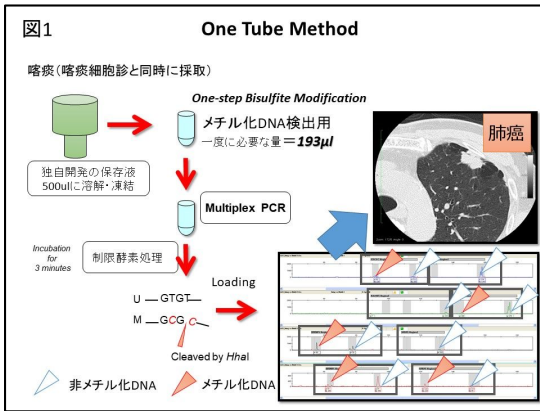 図1
One Tube Method
喀痰(喀痰細胞診と同時に採取)
One-step Bisulfite Modification
メチル化DNA検出用
一度に必要な量＝193μl
独自開発の保存液
500ulに溶解・凍結
肺癌
Multiplex PCR
Incubation
for
3 minutes
制限酵素処理
Loading
U ―GTGT―
M ―GCG C―
Cleaved by HhaI
非メチル化DNA
メチル化DNA